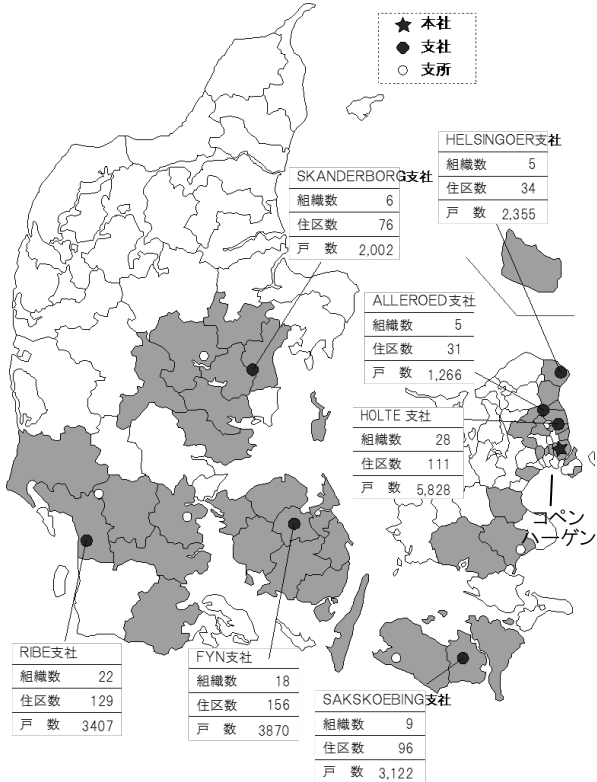 本社
支社
支所
HELSINGOER支社
組織数 5
住区数 34
戸 数 2,355
SKANDERBORG支社
組織数 6
住区数 76
戸 数 2,002
ALLEROED支社
組織数 5
住区数 31
戸 数 1,266
HOLTE 支社
組織数 28
住区数 111
戸 数 5,828
コペン
ハーゲン
RIBE支社
組織数 22
住区数 129
戸 数 3407
FYN支社
組織数 18
住区数 156
戸 数 3870
SAKSKOEBING支社
組織数 9
住区数 96
戸 数 3,122